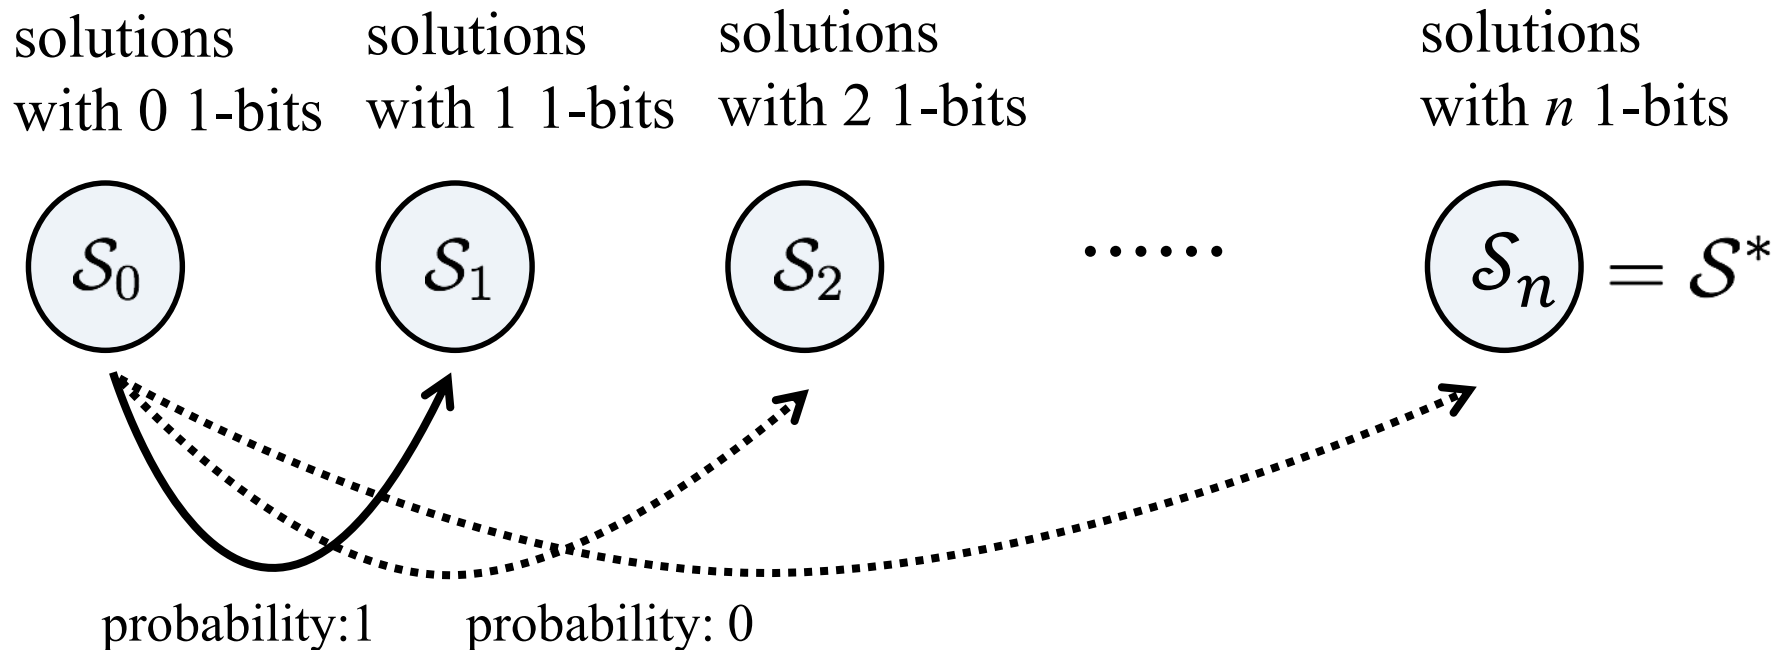 solutions
with 0 1-bits
solutions
with 1 1-bits
solutions
with 2 1-bits
solutions
with n 1-bits
𝒮₀
𝒮₁
𝒮₂
......
𝒮ₙ = 𝒮*
probability:1
probability: 0